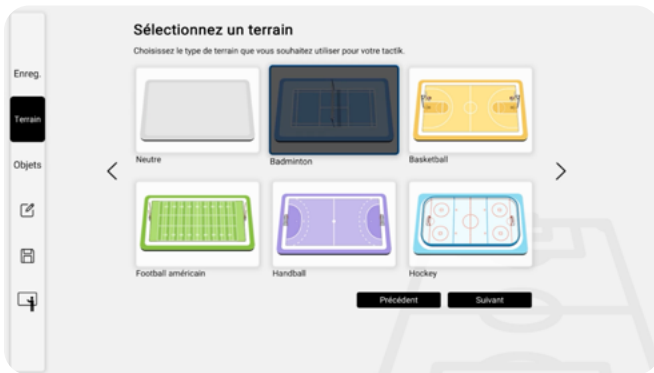 Sélectionnez un terrain
Choisissez le type de terrain que vous souhaitez utiliser pour votre tactik.
Enreg.
Terrain
Objets
Neutre
Badminton
Basketball
Football américain
Handball
Hockey
Précédent
Suivant